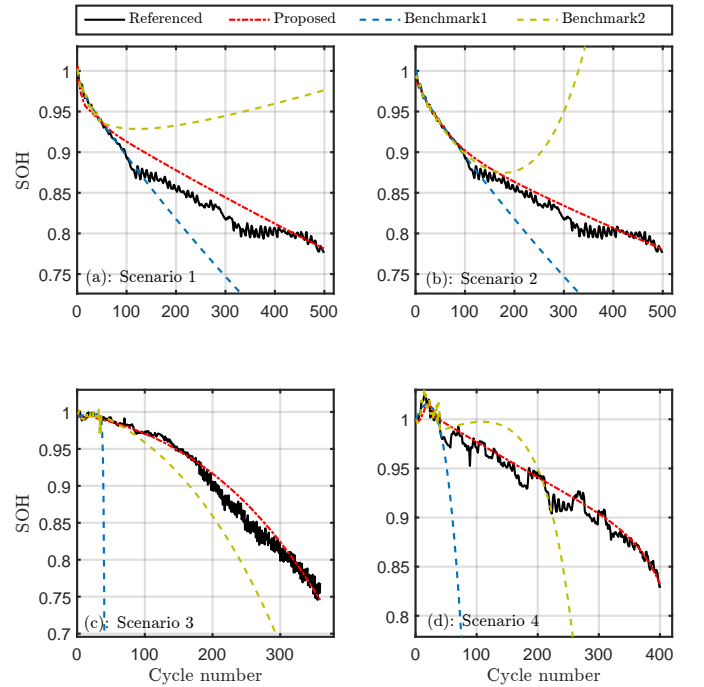 Referenced Proposed Benchmark1 Benchmark2
1
0.95
0.9
0.85
0.8
0.75
SOH
(a): Scenario 1
0 100 200 300 400 500
1
0.95
0.9
0.85
0.8
0.75
(b): Scenario 2
0 100 200 300 400 500
1
0.95
0.9
0.85
0.8
0.75
0.7
SOH
(c): Scenario 3
0 100 200 300
Cycle number
1
0.95
0.9
0.85
0.8
(d): Scenario 4
0 100 200 300 400
Cycle number